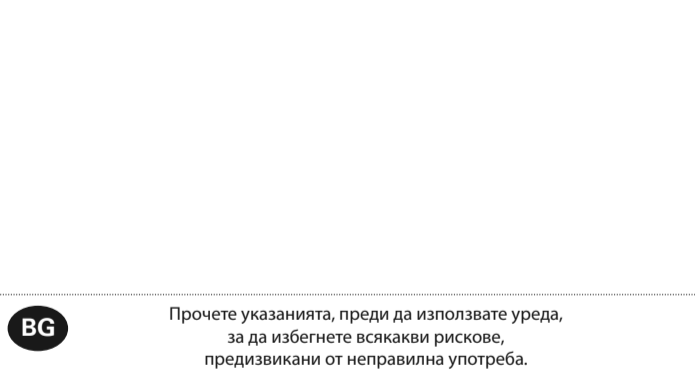 BG
Прочете указанията, преди да използвате уреда,
за да избегнете всякакви рискове,
предизвикани от неправилна употреба.